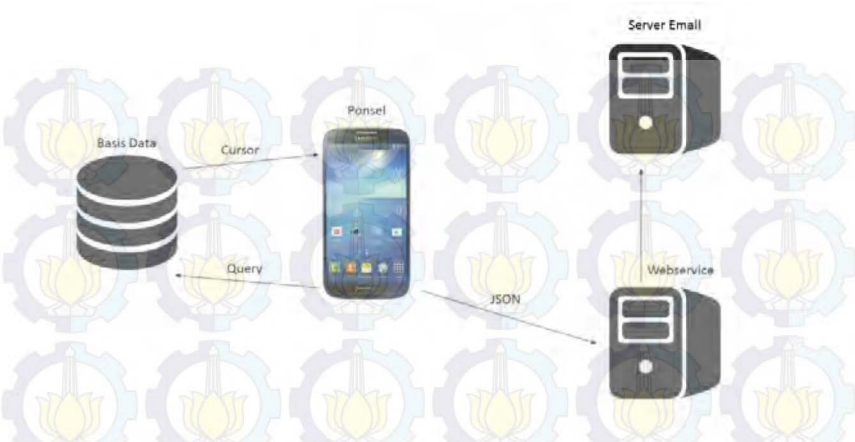 Server Email
Ponsel
Basis Data
Cursor
Query
Webservice
JSON